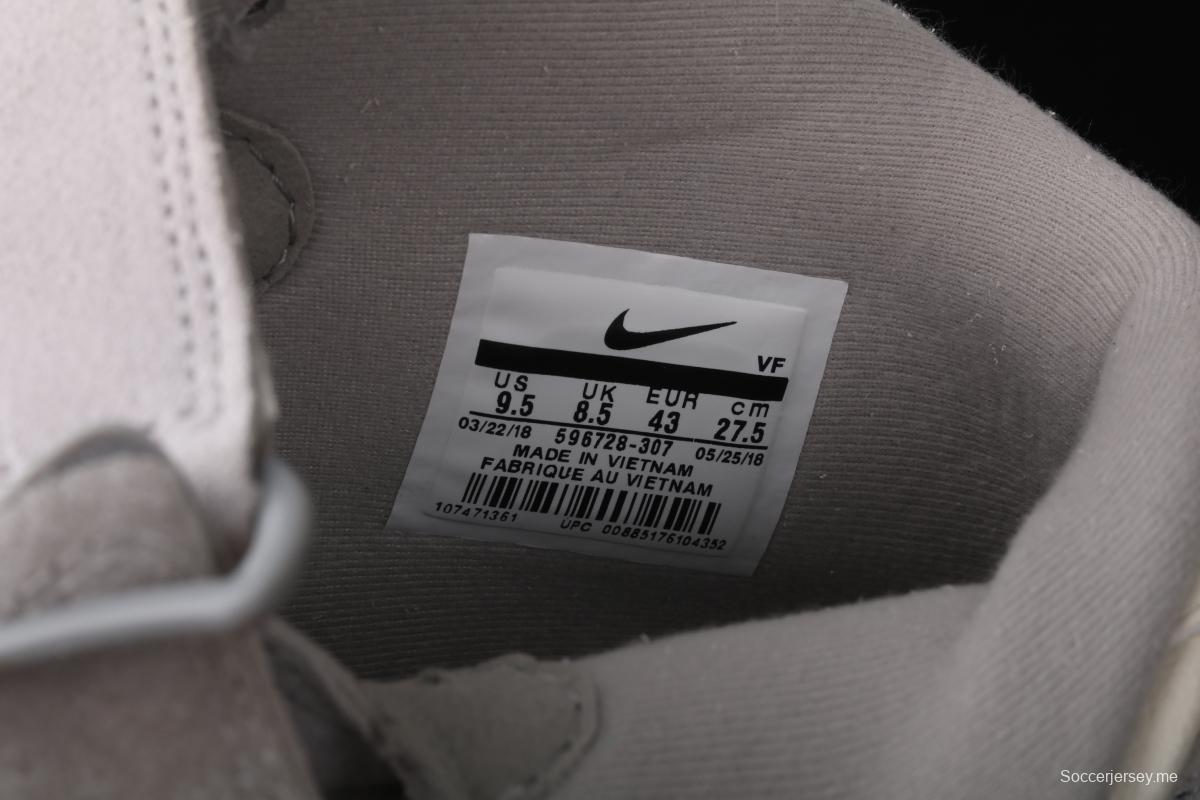 VF
US UK EUR cm
9.5 8.5 43 27.5
03/22/18 596728-307 05/25/18
MADE IN VIETNAM
FABRIQUE AU VIETNAM
107471361 UPC 00885176104352
Soccerjersey.me